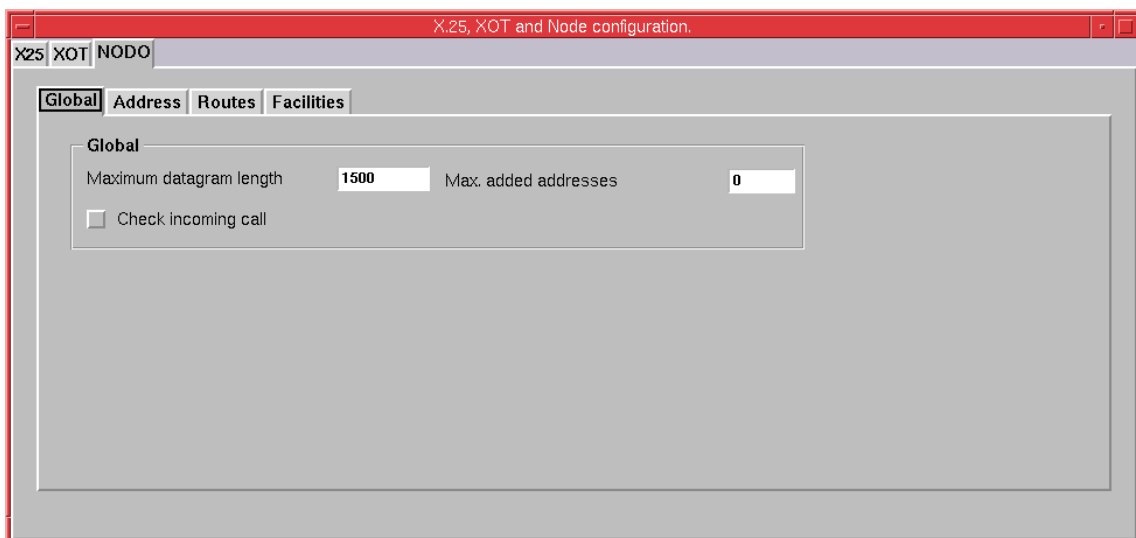 X.25, XOT and Node configuration.
X25 XOT NODO
Global Address Routes Facilities
Global
Maximum datagram length 1500 Max. added addresses 0
Check incoming call